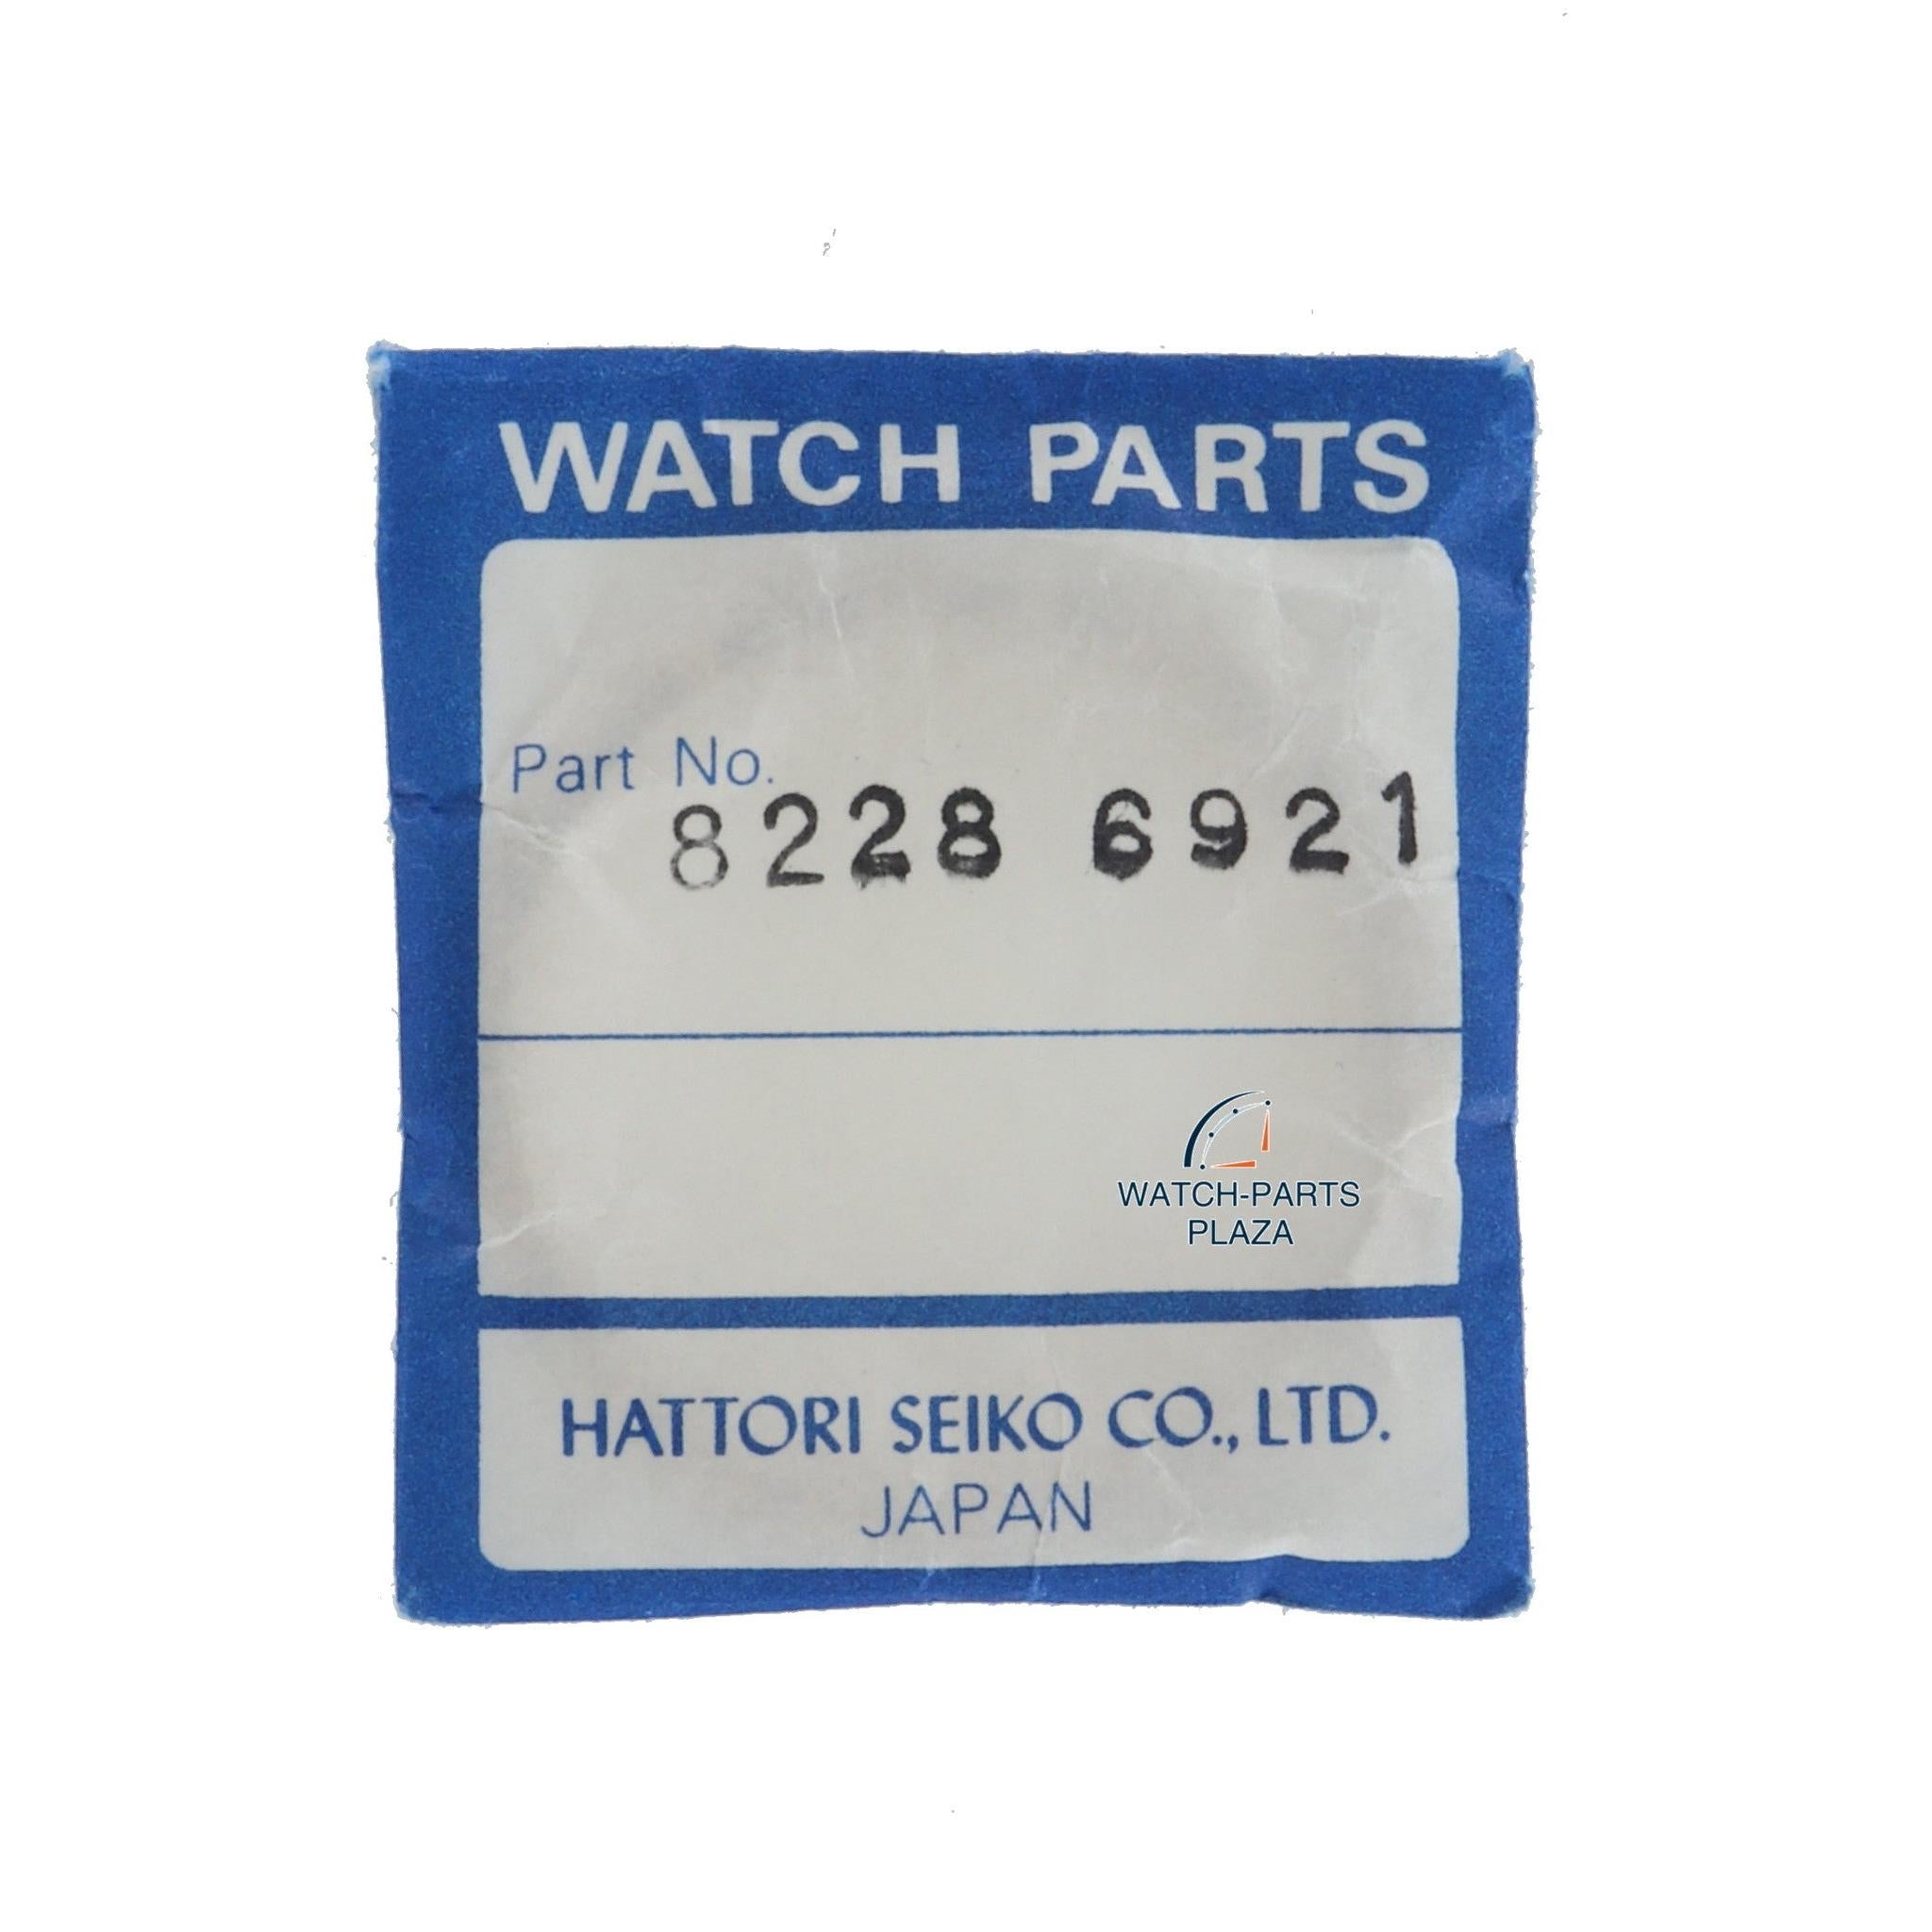 WATCH PARTS
Part No.
8228 6921
WATCH-PARTS
PLAZA
HATTORI SEIKO CO., LTD.
JAPAN